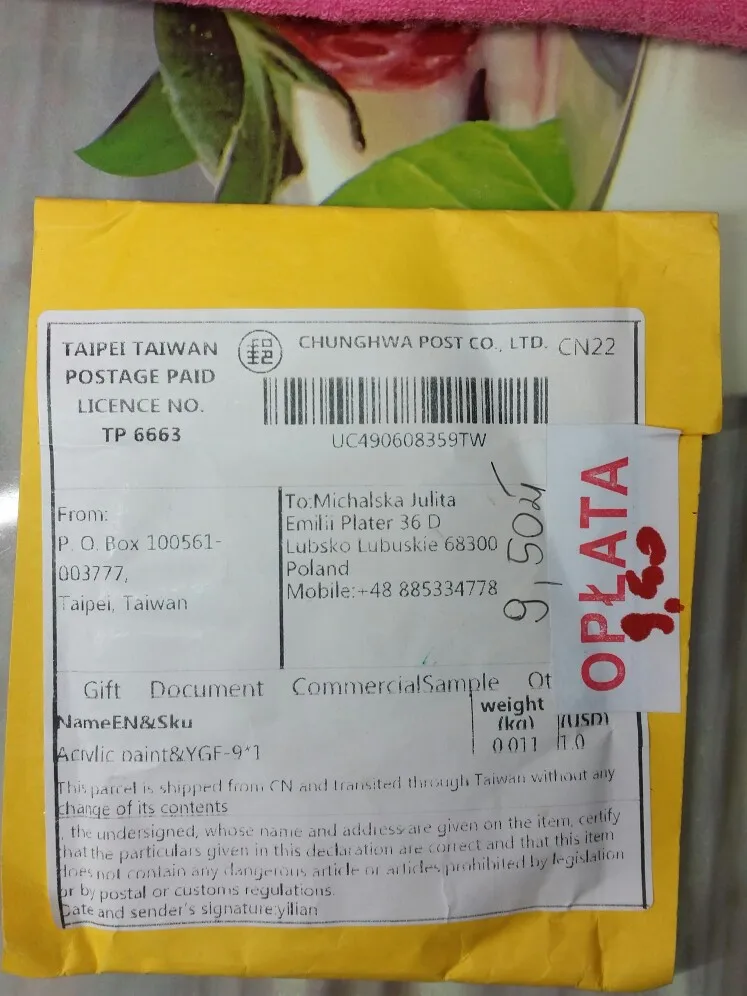 TAIPEI TAIWAN
POSTAGE PAID
LICENCE NO.
TP 6663
郵
CHUNGHWA POST CO., LTD. CN22
UC490608359TW
From:
P. O. Box 100561-
003777,
Taipei, Taiwan
To:Michalska Julita
Emilii Plater 36 D
Lubsko Lubuskie 68300
Poland
Mobile:+48 885334778
OPŁATA
Gift Document CommercialSample Ot
NameEN&Sku
weight
(kg)
(USD)
Acrylic paint&YGF-9*1
0.011
1.0
This parcel is shipped from CN and transited through Taiwan without any
change of its contents
, the undersigned, whose name and address are given on the item, certify
that the particulars given in this declaration are correct and that this item
does not contain any dangerous article or articles prohibited by legislation
or by postal or customs regulations.
Date and sender's signature:yilian